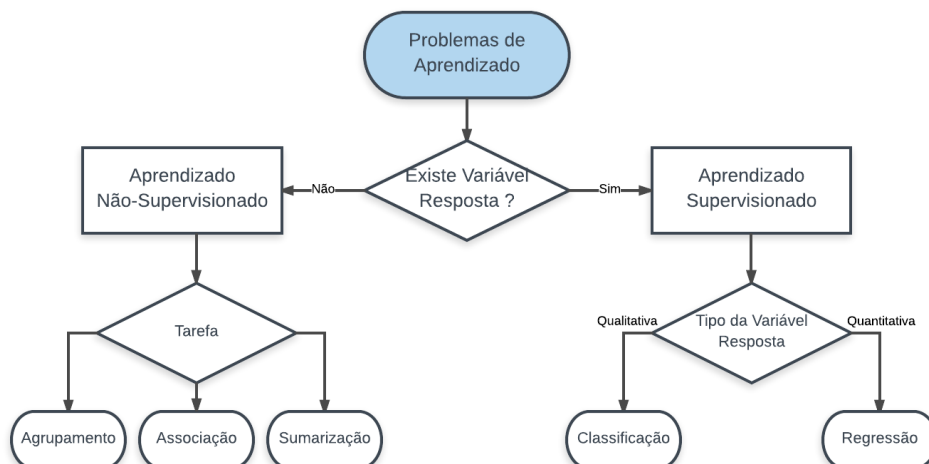 Problemas de
Aprendizado
Existe Variável
Resposta ?
Não
Sim
Aprendizado
Não-Supervisionado
Aprendizado
Supervisionado
Tarefa
Qualitativa
Tipo da Variável
Resposta
Quantitativa
Agrupamento
Associação
Sumarização
Classificação
Regressão